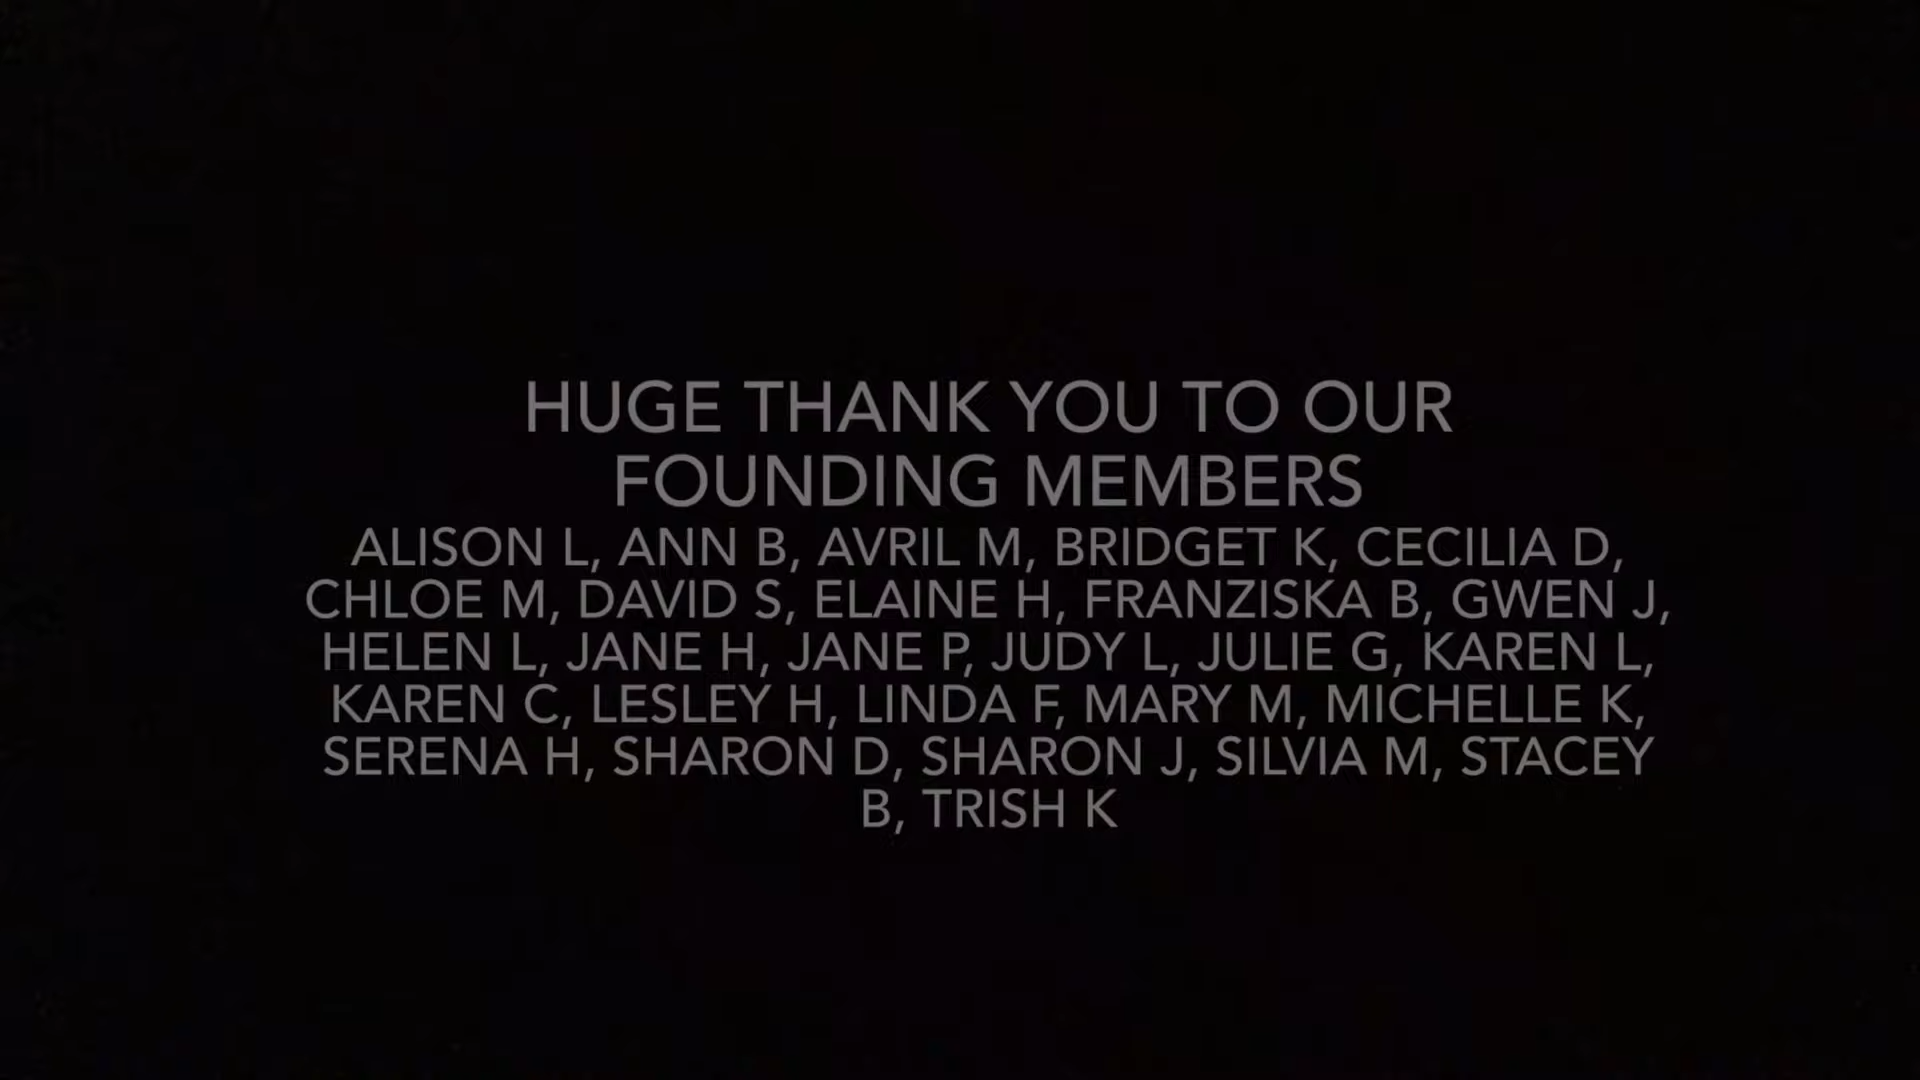 HUGE THANK YOU TO OUR
FOUNDING MEMBERS
ALISON L, ANN B, AVRIL M, BRIDGET K, CECILIA D,
CHLOE M, DAVID S, ELAINE H, FRANZISKA B, GWEN J,
HELEN L, JANE H, JANE P, JUDY L, JULIE G, KAREN L,
KAREN C, LESLEY H, LINDA F, MARY M, MICHELLE K,
SERENA H, SHARON D, SHARON J, SILVIA M, STACEY
B, TRISH K